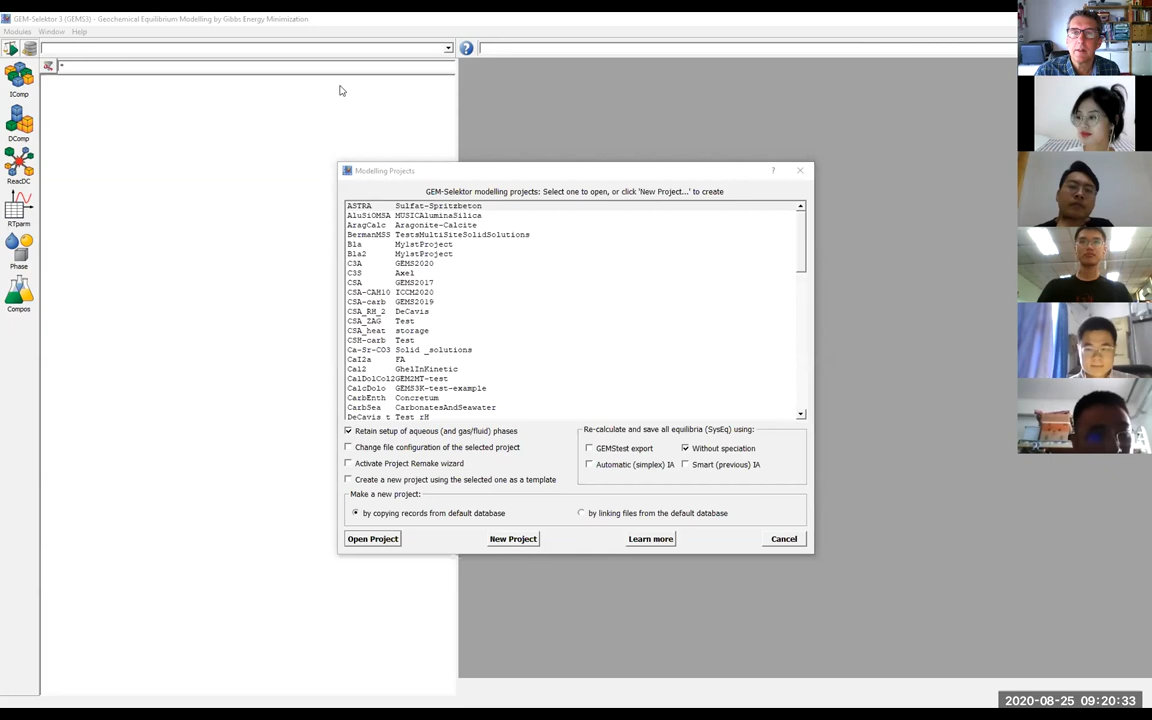 GEM-Selektor 3 (GEMS3) - Geochemical Equilibrium Modelling by Gibbs Energy Minimization
Modules Window Help
IComp
DComp
ReacDC
RTparm
Phase
Compos
Modelling Projects
GEM-Selektor modelling projects: Select one to open, or click 'New Project...' to create
ASTRA Sulfat-Spritzbeton
AluSiOMSA MUSICAluminaSilica
AragCalc Aragonite-Calcite
BermanMSS TestsMultiSiteSolidSolutions
Bla My1stProject
Bla2 My1stProject
C3A GEMS2020
C3S Axel
CSA GEMS2017
CSA-CAH10 ICCM2020
CSA-carb GEMS2019
CSA_RH_2 DeCavis
CSA_ZAG Test
CSA_heat storage
CSH-carb Test
Ca-Sr-CO3 Solid _solutions
CaI2a FA
Cal2 GhelInKinetic
CalDolCol2GEM2MT-test
CalcDolo GEMS3K-test-example
CarbEnth Concretum
CarbSea CarbonatesAndSeawater
DeCavis_t Test rH
Retain setup of aqueous (and gas/fluid) phases
Change file configuration of the selected project
Activate Project Remake wizard
Create a new project using the selected one as a template
Re-calculate and save all equilibria (SysEq) using:
GEMStest export Without speciation
Automatic (simplex) IA Smart (previous) IA
Make a new project:
by copying records from default database by linking files from the default database
Open Project New Project Learn more Cancel
2020-08-25 09:20:33